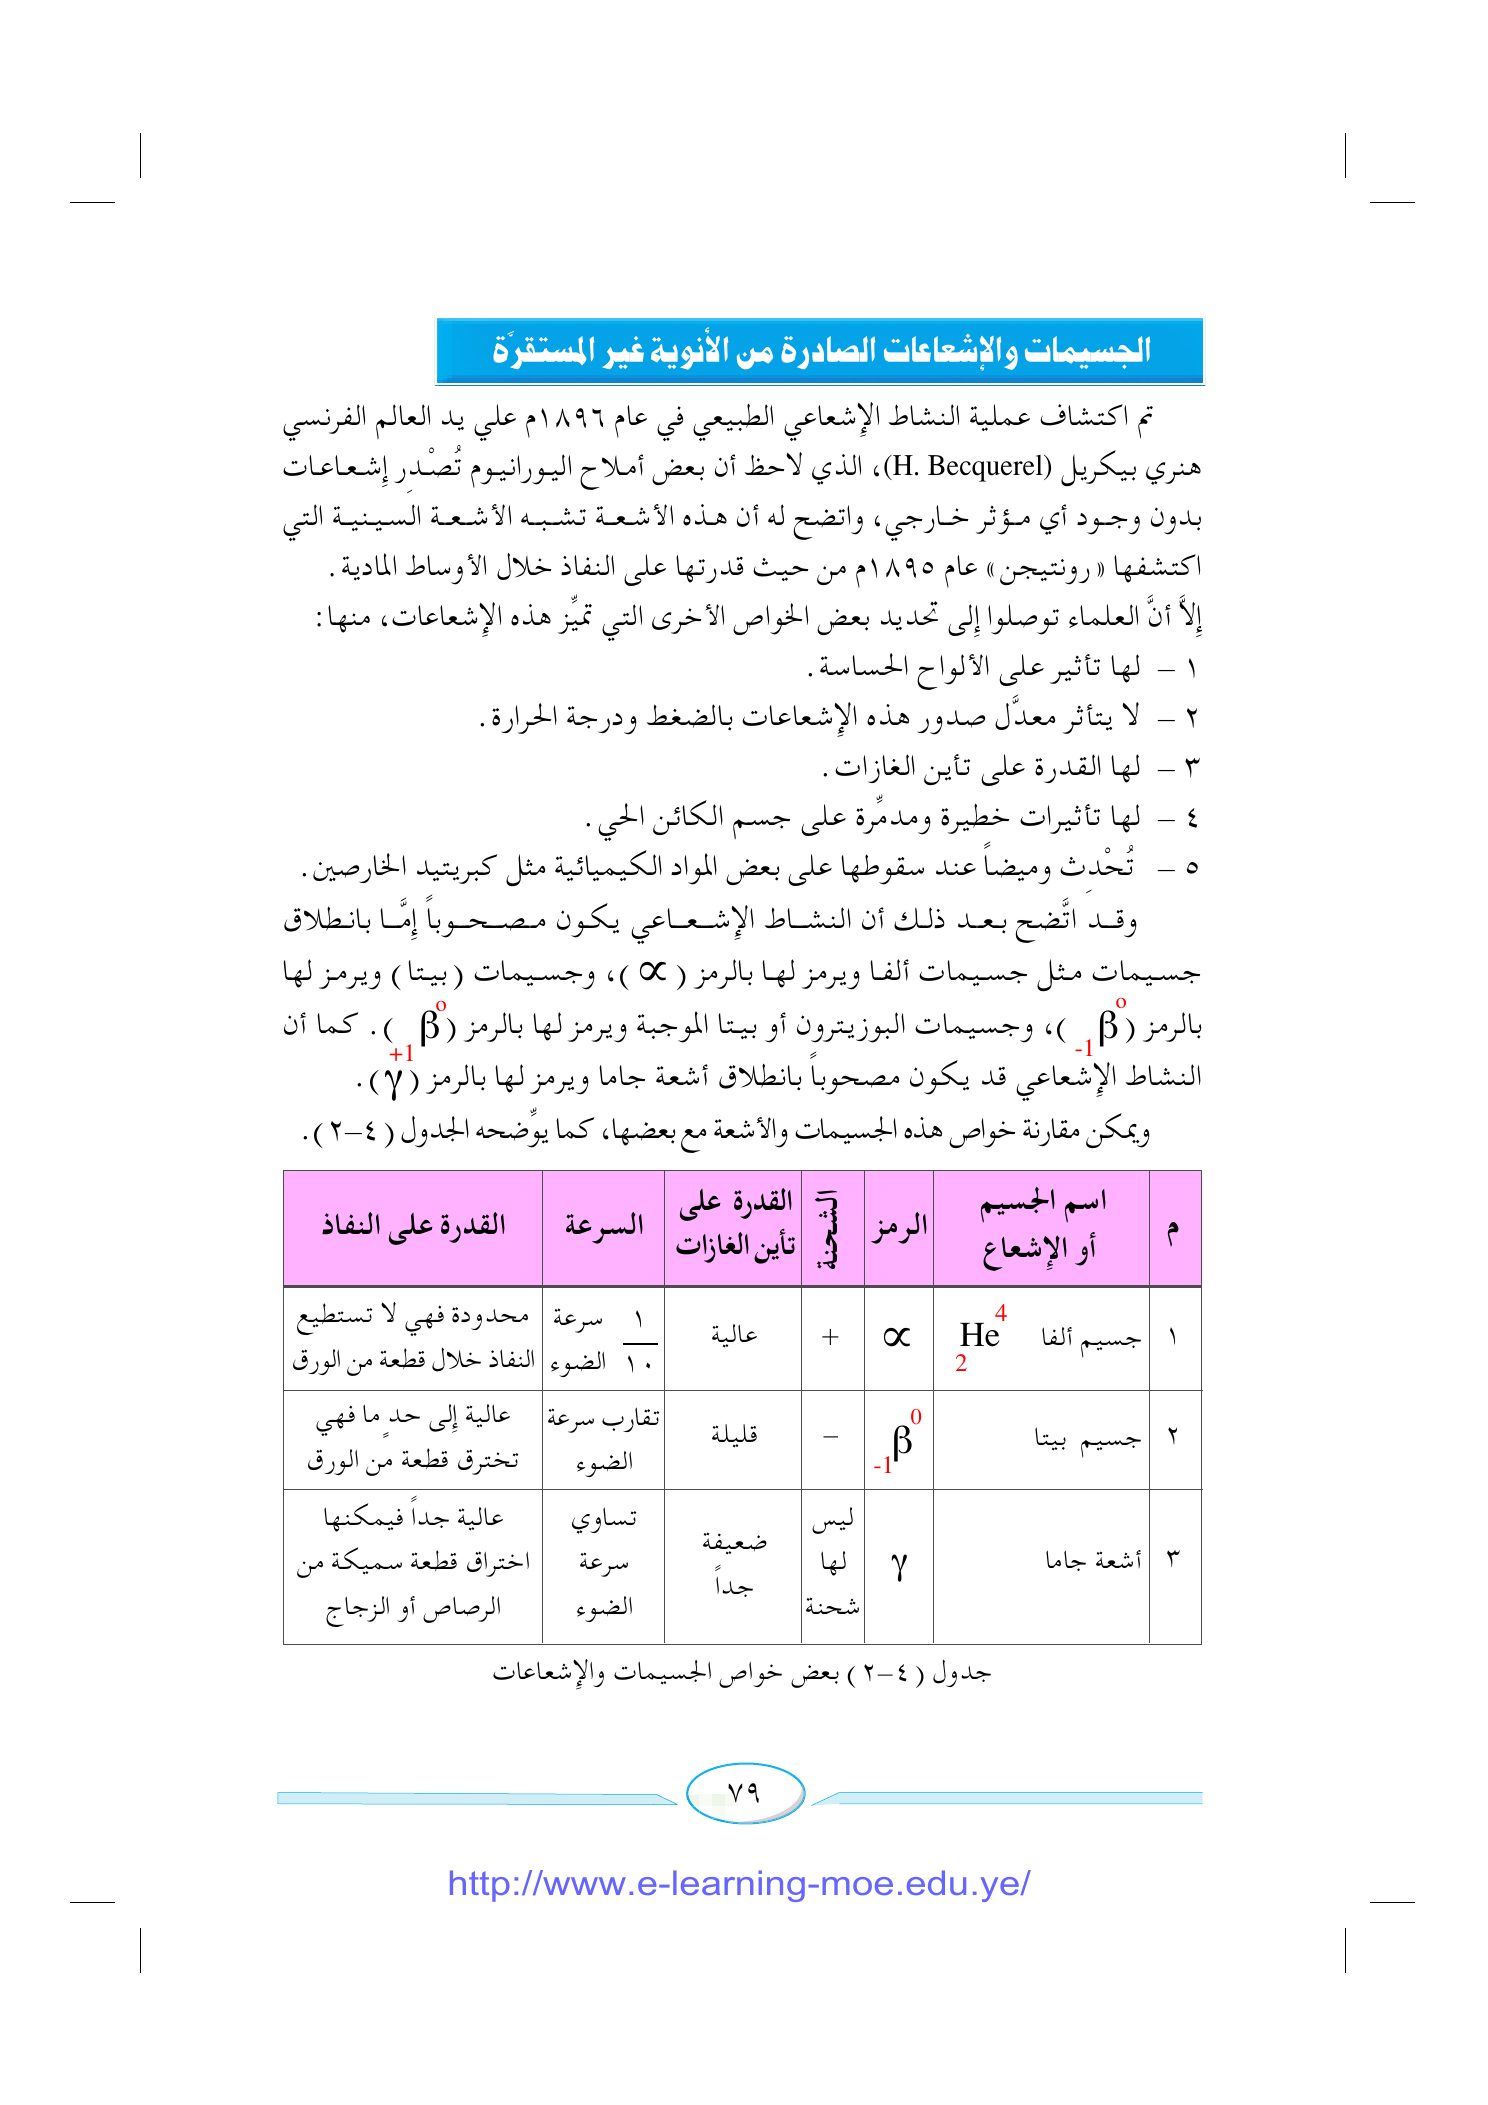 الجسيمات والإشعاعات الصادرة من الأنوية غير المستقرَّة
تم اكتشاف عملية النشاط الإشعاعي الطبيعي في عام ١٨٩٦م علي يد العالم الفرنسي
هنري بيكريل (H. Becquerel)، الذي لاحظ أن بعض أملاح اليورانيوم تُصْدِر إشعاعات
بدون وجود أي مؤثر خارجي، واتضح له أن هذه الأشعة تشبه الأشعة السينية التي
اكتشفها «رونتيجن» عام ١٨٩٥م من حيث قدرتها على النفاذ خلال الأوساط المادية.
إلاَّ أنَّ العلماء توصلوا إلى تحديد بعض الخواص الأخرى التي تميِّز هذه الإشعاعات، منها:
١ – لها تأثير على الألواح الحساسة.
٢ – لا يتأثر معدَّل صدور هذه الإشعاعات بالضغط ودرجة الحرارة.
٣ – لها القدرة على تأين الغازات.
٤ – لها تأثيرات خطيرة ومدمِّرة على جسم الكائن الحي.
٥ – تُحْدِث وميضاً عند سقوطها على بعض المواد الكيميائية مثل كبريتيد الخارصين.
وقد اتَّضح بعد ذلك أن النشاط الإشعاعي يكون مصحوباً إمَّا بانطلاق
جسيمات مثل جسيمات ألفا ويرمز لها بالرمز ( ∝ )، وجسيمات (بيتا) ويرمز لها
بالرمز ( ₋₁β⁰ )، وجسيمات البوزيترون أو بيتا الموجبة ويرمز لها بالرمز ( ₊₁β⁰ ). كما أن
النشاط الإشعاعي قد يكون مصحوباً بانطلاق أشعة جاما ويرمز لها بالرمز (γ).
ويمكن مقارنة خواص هذه الجسيمات والأشعة مع بعضها، كما يوِّضحه الجدول (٤–٢).
م
اسم الجسيم
أو الإشعاع
الرمز
الشحنة
القدرة على
تأين الغازات
السرعة
القدرة على النفاذ
١
جسيم ألفا ₂He⁴
∝
+
عالية
١ سرعة
١٠ الضوء
محدودة فهي لا تستطيع
النفاذ خلال قطعة من الورق
٢
جسيم بيتا
₋₁β⁰
–
قليلة
تقارب سرعة
الضوء
عالية إلى حدٍ ما فهي
تخترق قطعة من الورق
٣
أشعة جاما
γ
ليس
لها
شحنة
ضعيفة
جداً
تساوي
سرعة
الضوء
عالية جداً فيمكنها
اختراق قطعة سميكة من
الرصاص أو الزجاج
جدول (٤–٢) بعض خواص الجسيمات والإشعاعات
٧٩
http://www.e-learning-moe.edu.ye/